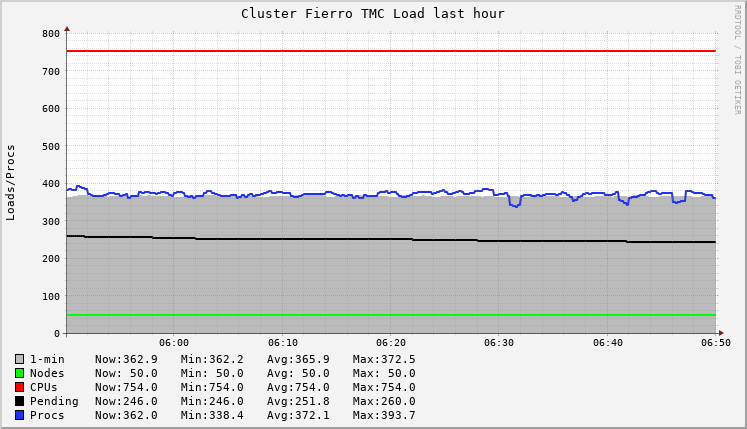 Cluster Fierro TMC Load last hour
RRDTOOL / TOBI OETIKER
Loads/Procs
800
700
600
500
400
300
200
100
0
06:00 06:10 06:20 06:30 06:40 06:50
1-min Now:362.9 Min:362.2 Avg:365.9 Max:372.5
Nodes Now: 50.0 Min: 50.0 Avg: 50.0 Max: 50.0
CPUs Now:754.0 Min:754.0 Avg:754.0 Max:754.0
Pending Now:246.0 Min:246.0 Avg:251.8 Max:260.0
Procs Now:362.0 Min:338.4 Avg:372.1 Max:393.7